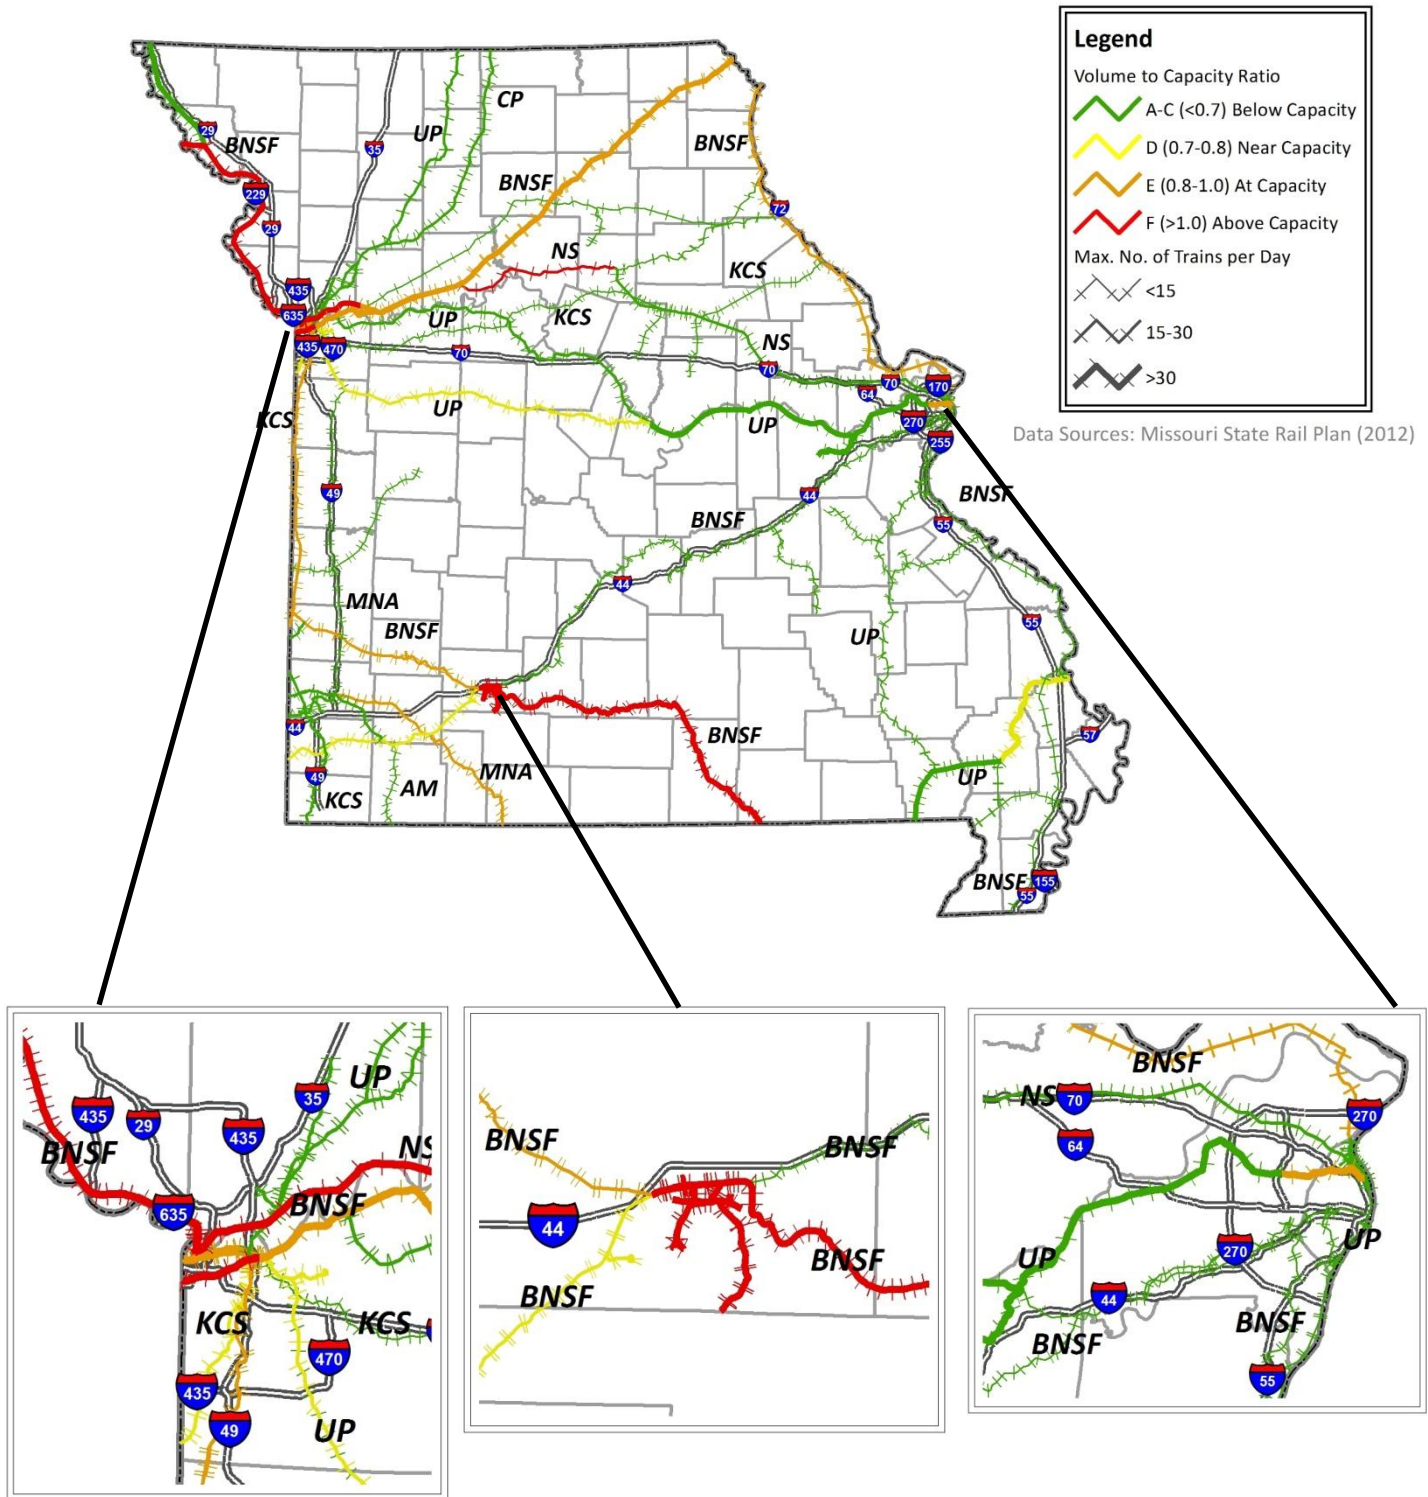 Legend
Volume to Capacity Ratio
A-C (<0.7) Below Capacity
D (0.7-0.8) Near Capacity
E (0.8-1.0) At Capacity
F (>1.0) Above Capacity
Max. No. of Trains per Day
<15
15-30
>30
Data Sources: Missouri State Rail Plan (2012)
CP
29
BNSF
35
UP
BNSF
BNSF
229
72
29
NS
KCS
435
635
UP
KCS
NS
435
470
70
70
70
170
64
KCS
UP
UP
270
255
49
44
BNSF
BNSF
55
44
MNA
BNSF
UP
55
44
BNSF
57
49
MNA
UP
KCS
AM
BNSF
155
55
35
UP
435
29
435
BNSF
NS
635
BNSF
KCS
KCS
470
435
49
UP
BNSF
BNSF
44
BNSF
BNSF
BNSF
NS
70
270
64
UP
UP
270
44
BNSF
BNSF
55